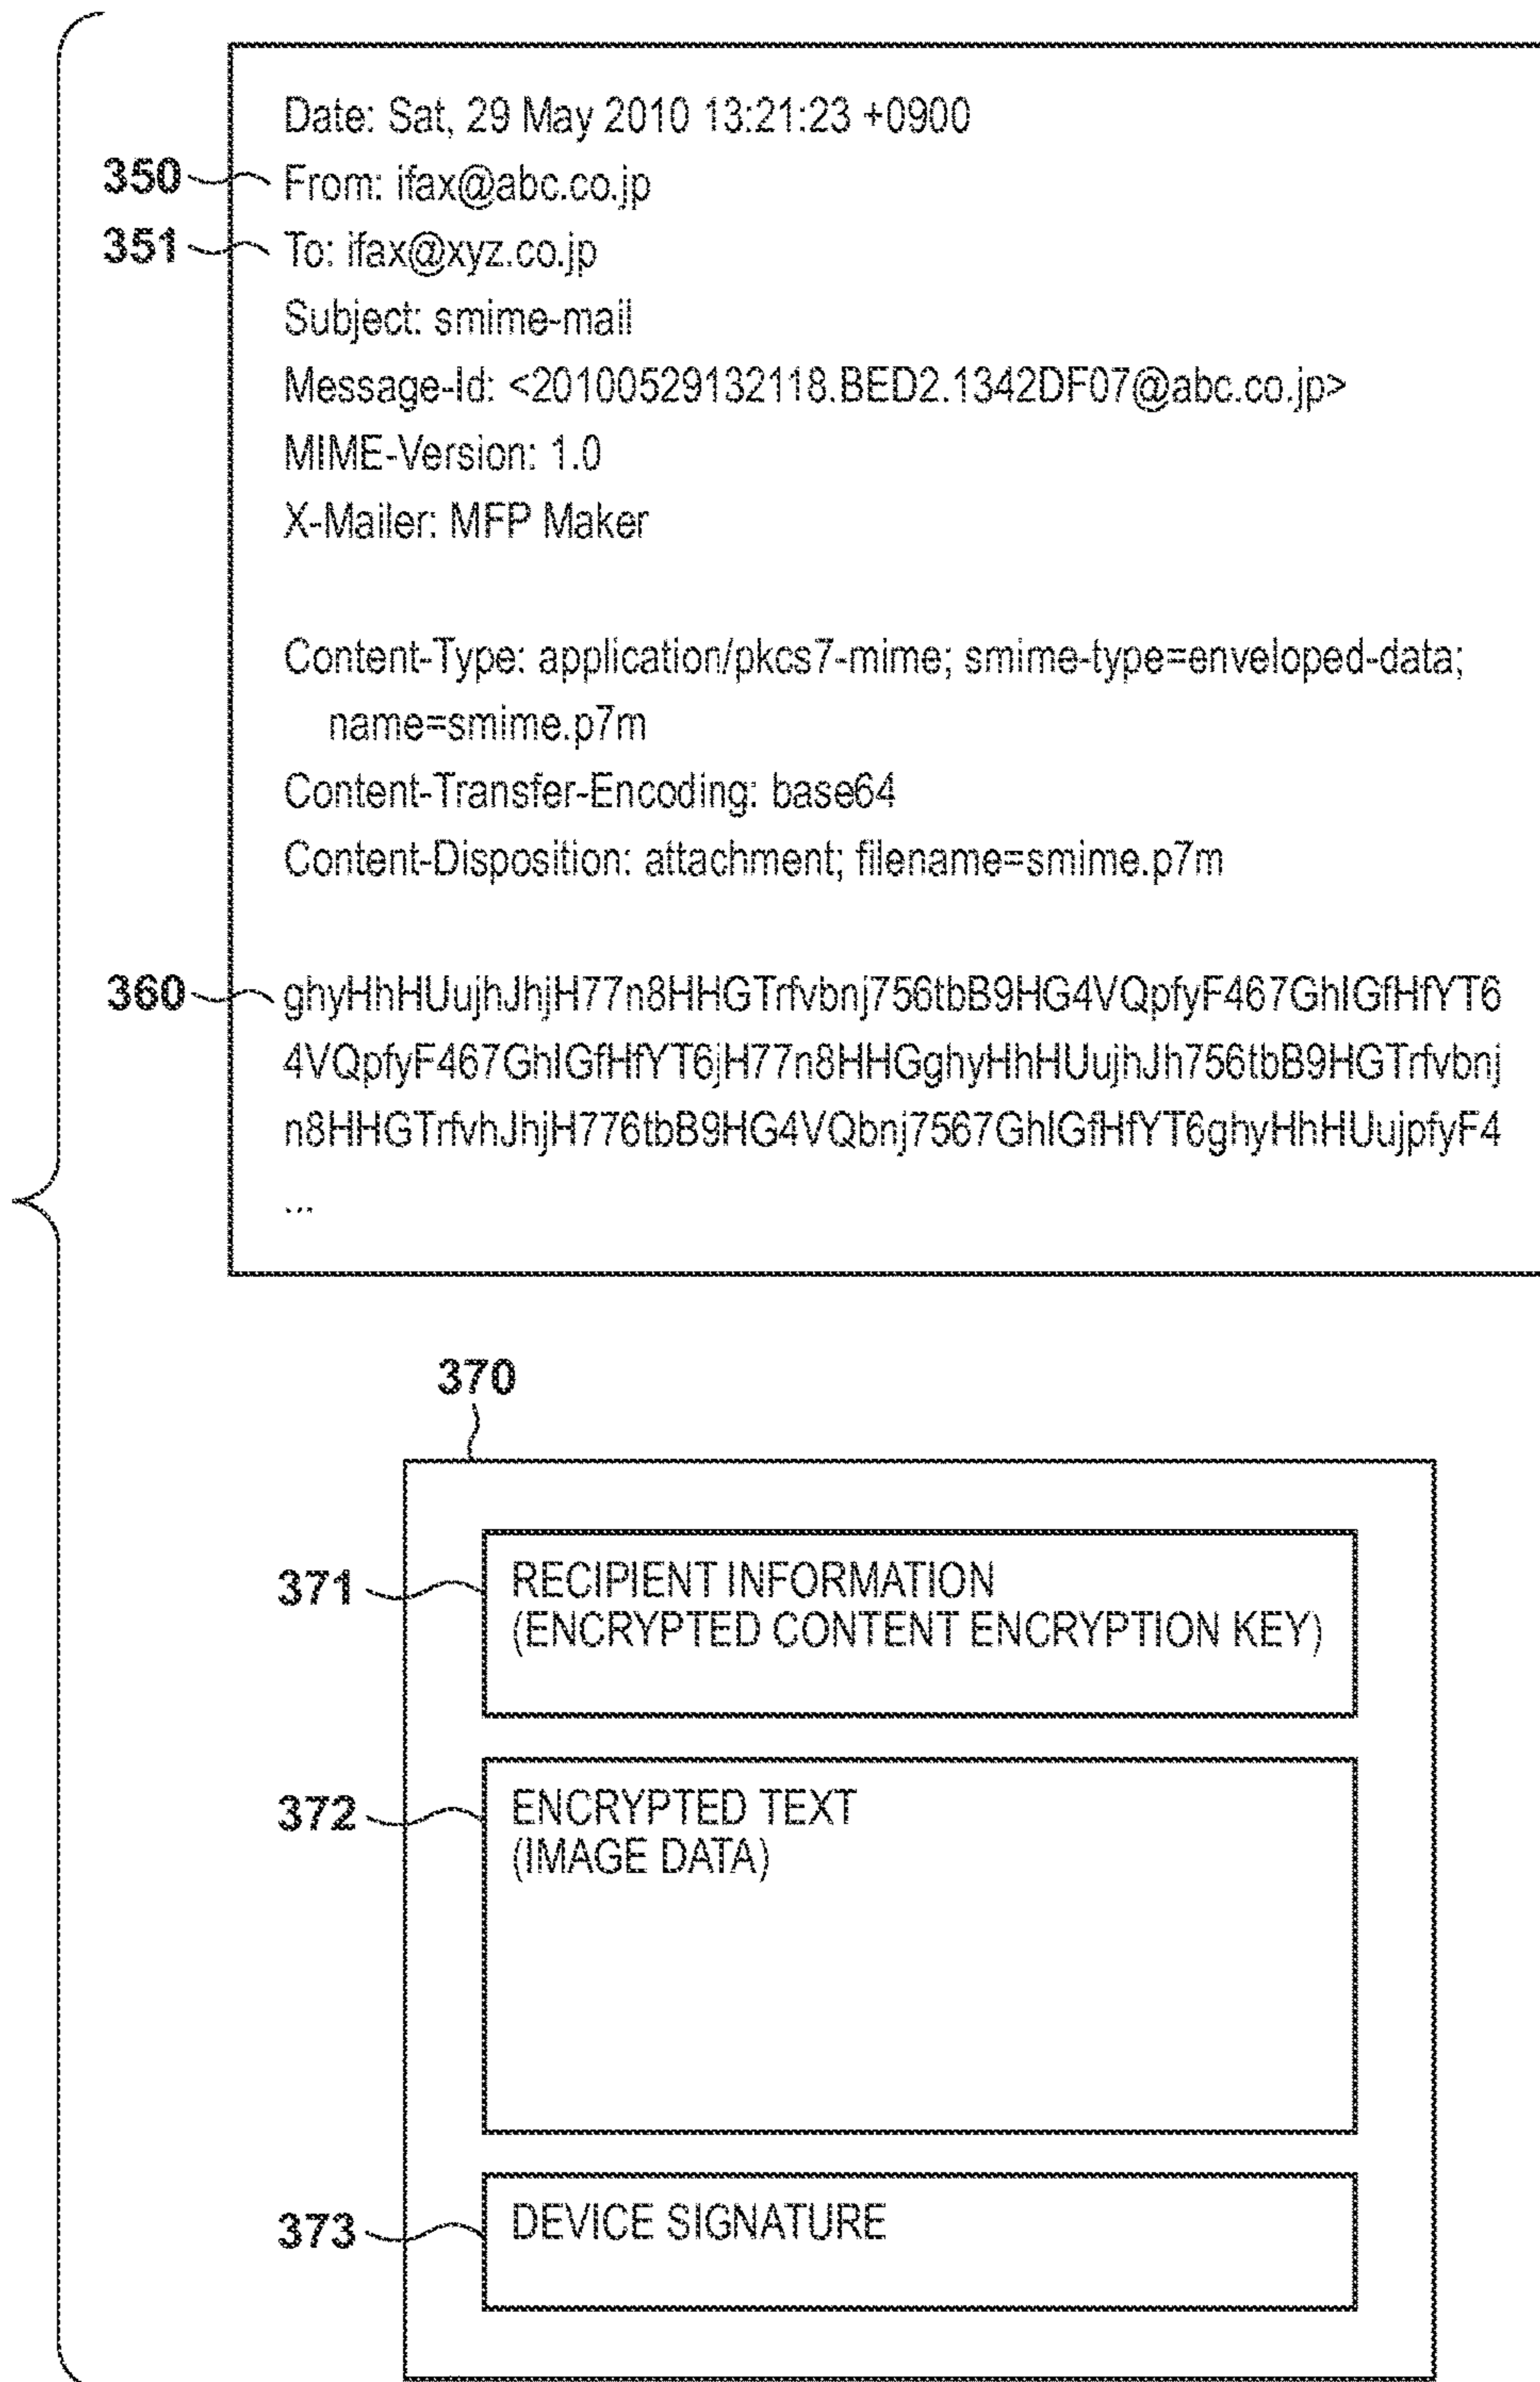 Date: Sat, 29 May 2010 13:21:23 +0900
350 From: ifax@abc.co.jp
351 To: ifax@xyz.co.jp
Subject: smime-mail
Message-Id: <20100529132118.BED2.1342DF07@abc.co.jp>
MIME-Version: 1.0
X-Mailer: MFP Maker
Content-Type: application/pkcs7-mime; smime-type=enveloped-data;
name=smime.p7m
Content-Transfer-Encoding: base64
Content-Disposition: attachment; filename=smime.p7m
360 ghyHhHUujhJhjH77n8HHGTrfvbnj756tbB9HG4VQpfyF467GhIGfHfYT6
4VQpfyF467GhIGfHfYT6jH77n8HHGghyHhHUujhJh756tbB9HGTrfvbnj
n8HHGTrfvhJhjH776tbB9HG4VQbnj7567GhIGfHfYT6ghyHhHUujpfyF4
...
370
371 RECIPIENT INFORMATION
(ENCRYPTED CONTENT ENCRYPTION KEY)
372 ENCRYPTED TEXT
(IMAGE DATA)
373 DEVICE SIGNATURE